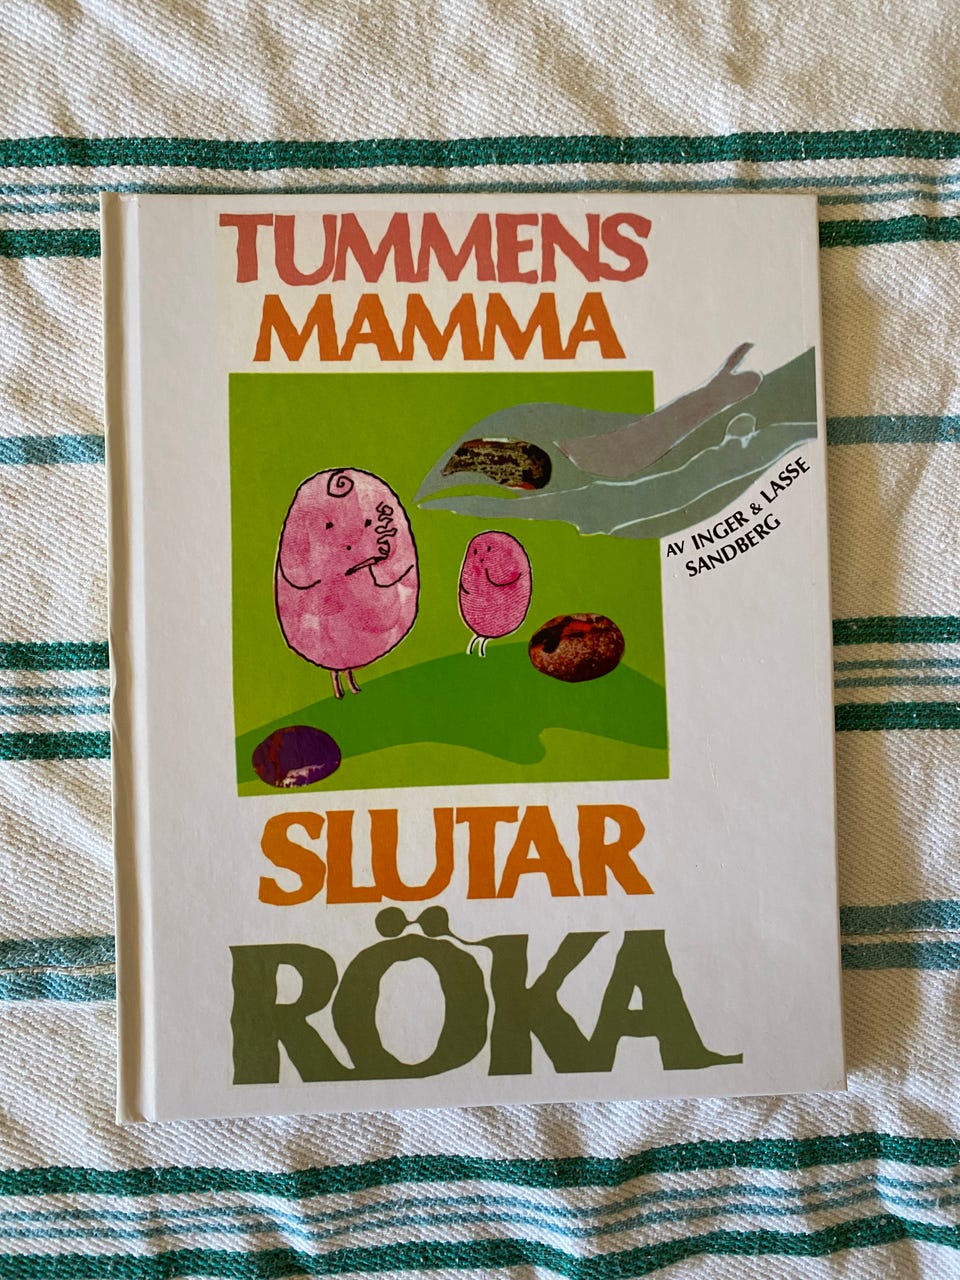 TUMMENS
MAMMA
AV INGER & LASSE
SANDBERG
SLUTAR
RÖKA